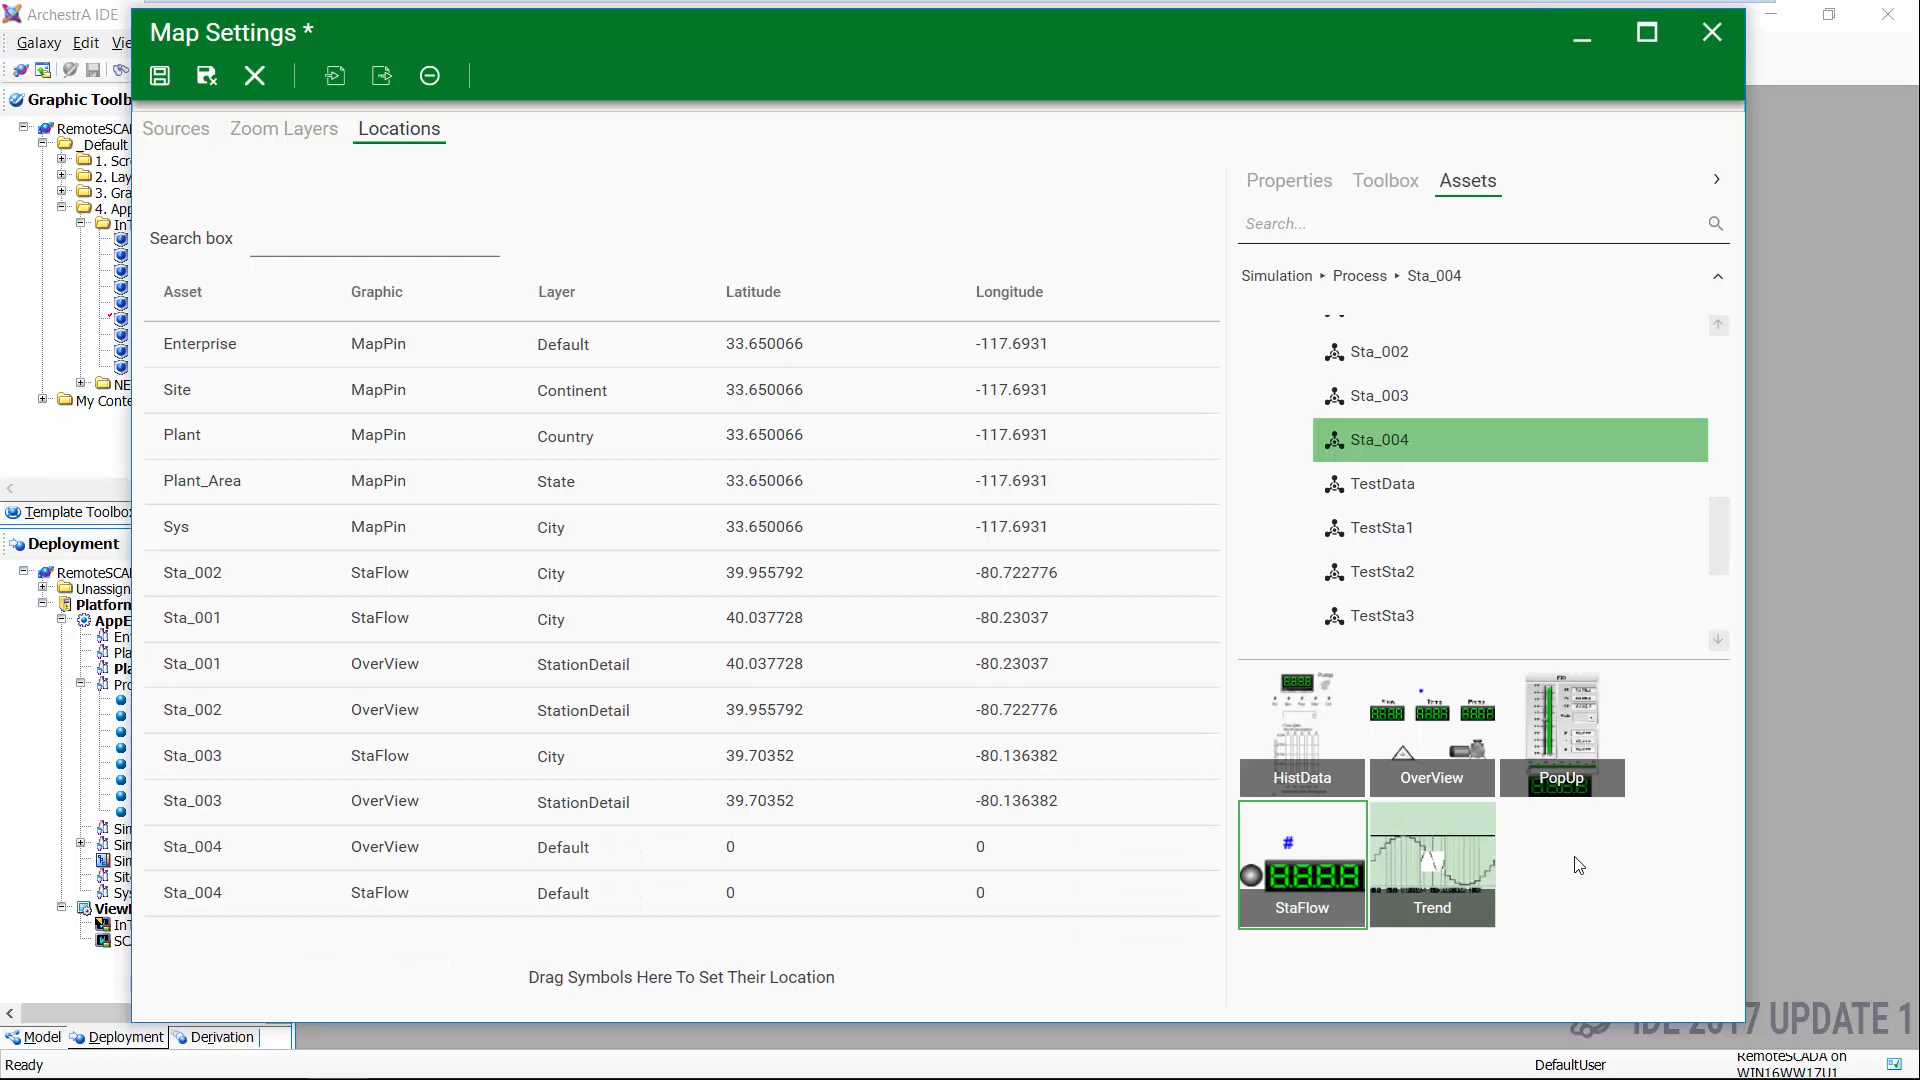 ArchestrA IDE
Map Settings *
Galaxy Edit
Graphic Toolb
Sources Zoom Layers Locations
RemoteSCA
_Default
1. Scr
2. Lay
3. Gra
4. App
NE
My Conte
Template Toolbo
Deployment
RemoteSCA
Unassign
Platforn
AppE
Properties Toolbox Assets
Search box
Search...
Simulation ▸ Process ▸ Sta_004
Asset Graphic Layer Latitude Longitude
Enterprise MapPin Default 33.650066 -117.6931
Site MapPin Continent 33.650066 -117.6931
Plant MapPin Country 33.650066 -117.6931
Plant_Area MapPin State 33.650066 -117.6931
Sys MapPin City 33.650066 -117.6931
Sta_002 StaFlow City 39.955792 -80.722776
Sta_001 StaFlow City 40.037728 -80.23037
Sta_001 OverView StationDetail 40.037728 -80.23037
Sta_002 OverView StationDetail 39.955792 -80.722776
Sta_003 StaFlow City 39.70352 -80.136382
Sta_003 OverView StationDetail 39.70352 -80.136382
Sta_004 OverView Default 0 0
Sta_004 StaFlow Default 0 0
Drag Symbols Here To Set Their Location
Sta_002
Sta_003
Sta_004
TestData
TestSta1
TestSta2
TestSta3
HistData OverView PopUp
#
StaFlow Trend
IDE 2017 UPDATE 1
Model Deployment Derivation
Ready
DefaultUser
RemoteSCADA on
WIN16WW17U1